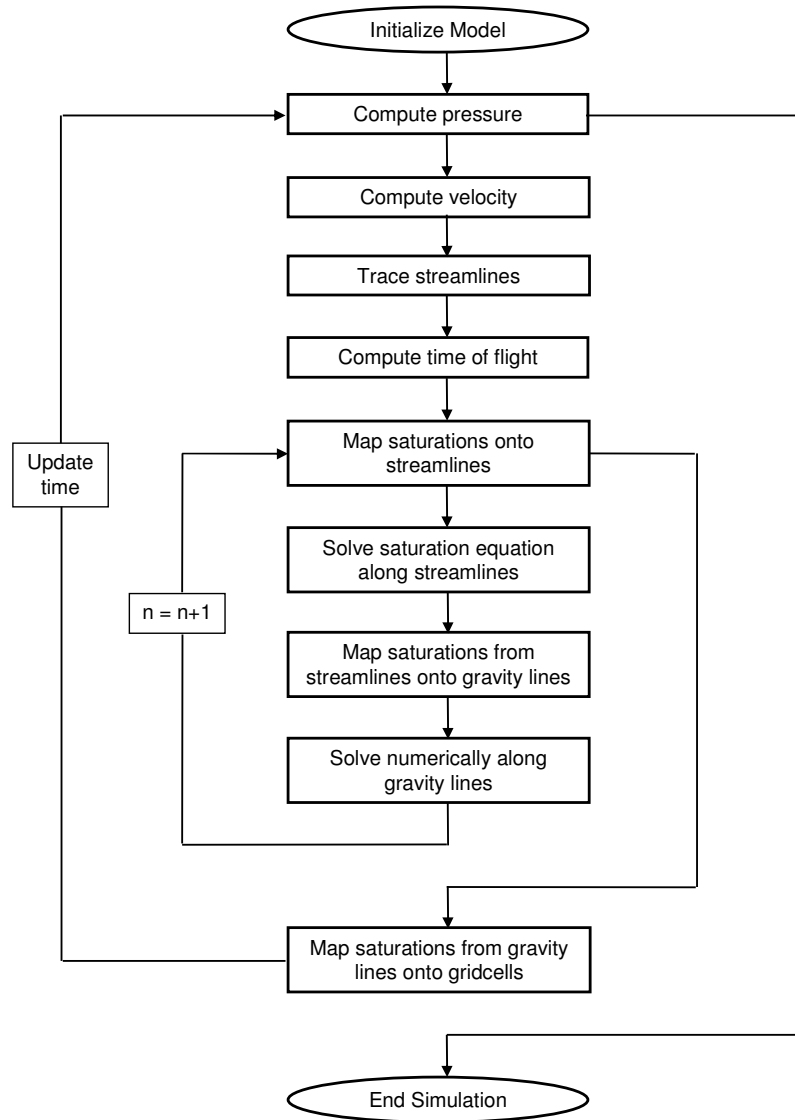 Initialize Model
Compute pressure
Compute velocity
Trace streamlines
Compute time of flight
Map saturations onto
streamlines
Update
time
Solve saturation equation
along streamlines
n = n+1
Map saturations from
streamlines onto gravity lines
Solve numerically along
gravity lines
Map saturations from gravity
lines onto gridcells
End Simulation